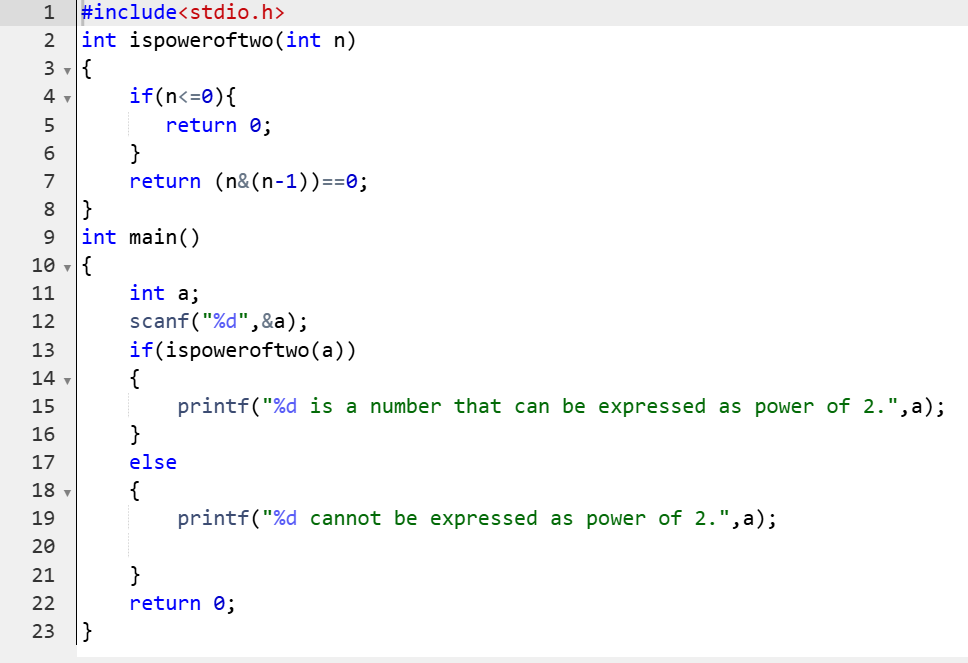 1 #include<stdio.h>
2 int ispoweroftwo(int n)
3 {
4     if(n<=0){
5        return 0;
6     }
7     return (n&(n-1))==0;
8 }
9 int main()
10 {
11     int a;
12     scanf("%d",&a);
13     if(ispoweroftwo(a))
14     {
15         printf("%d is a number that can be expressed as power of 2.",a);
16     }
17     else
18     {
19         printf("%d cannot be expressed as power of 2.",a);
20
21     }
22     return 0;
23 }